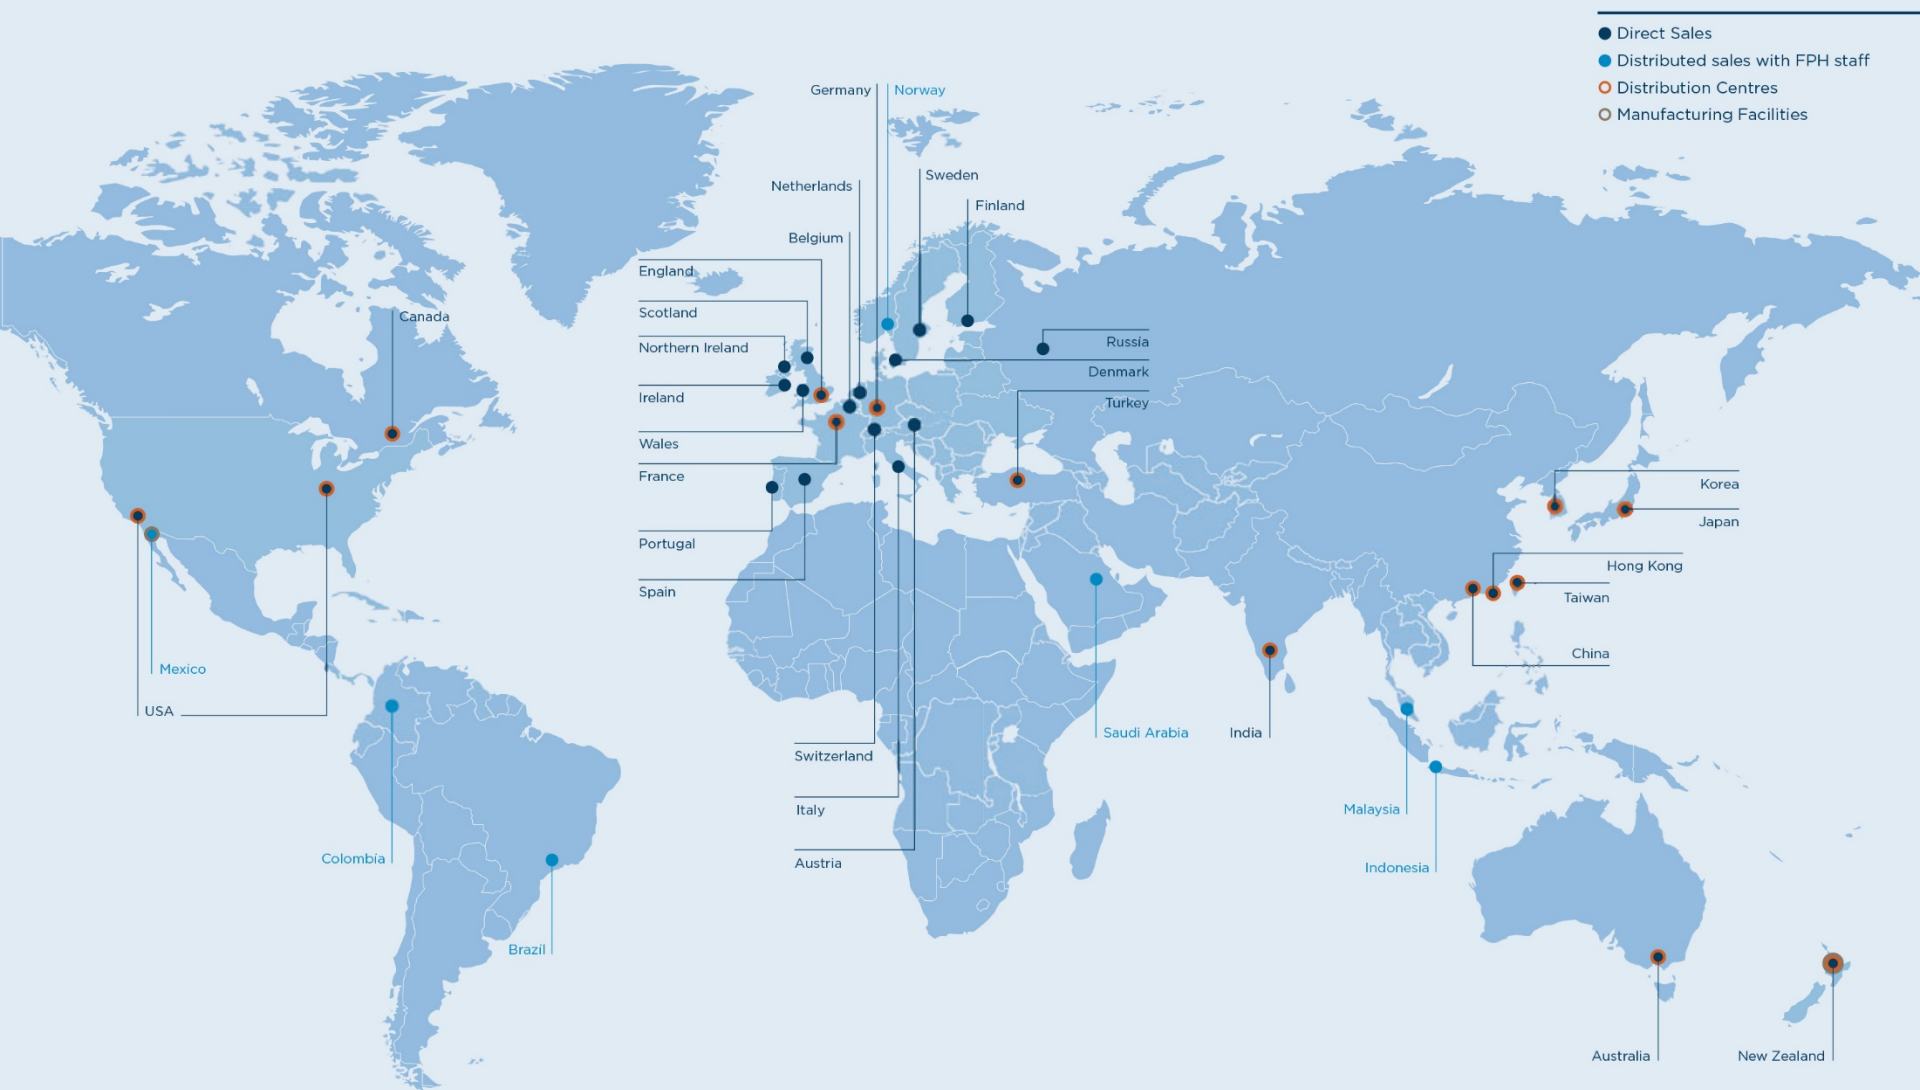 Direct Sales
Distributed sales with FPH staff
Distribution Centres
Manufacturing Facilities
Germany
Norway
Sweden
Netherlands
Finland
Belgium
England
Scotland
Canada
Northern Ireland
Russia
Denmark
Ireland
Turkey
Wales
France
Korea
Japan
Portugal
Hong Kong
Spain
Taiwan
China
Mexico
USA
Saudi Arabia
India
Switzerland
Italy
Malaysia
Colombia
Austria
Indonesia
Brazil
Australia
New Zealand